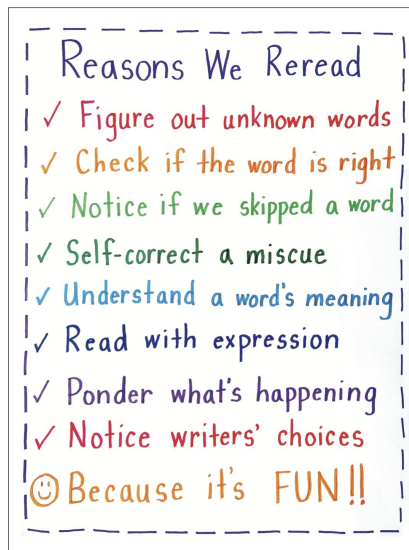 Reasons We Reread
✓ Figure out unknown words
✓ Check if the word is right
✓ Notice if we skipped a word
✓ Self-correct a miscue
✓ Understand a word's meaning
✓ Read with expression
✓ Ponder what's happening
✓ Notice writers' choices
☺ Because it's FUN!!